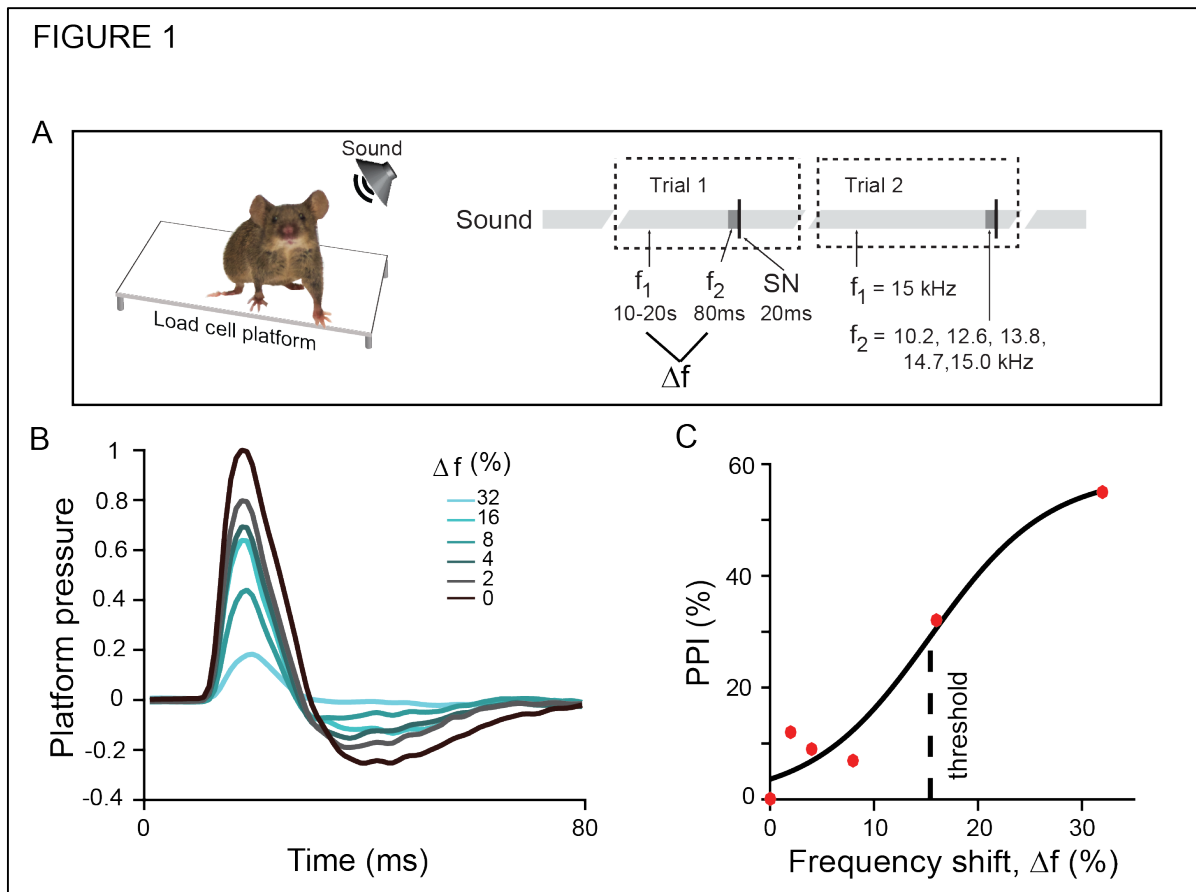 FIGURE 1
A
Sound
Load cell platform
Sound
Trial 1
Trial 2
f1
f2
SN
10-20s
80ms
20ms
Δf
f1 = 15 kHz
f2 = 10.2, 12.6, 13.8,
14.7,15.0 kHz
B
Platform pressure
1
0.8
0.6
0.4
0.2
0
-0.2
-0.4
0
80
Time (ms)
Δ f (%)
32
16
8
4
2
0
C
PPI (%)
60
40
20
0
threshold
0
10
20
30
Frequency shift, Δf (%)